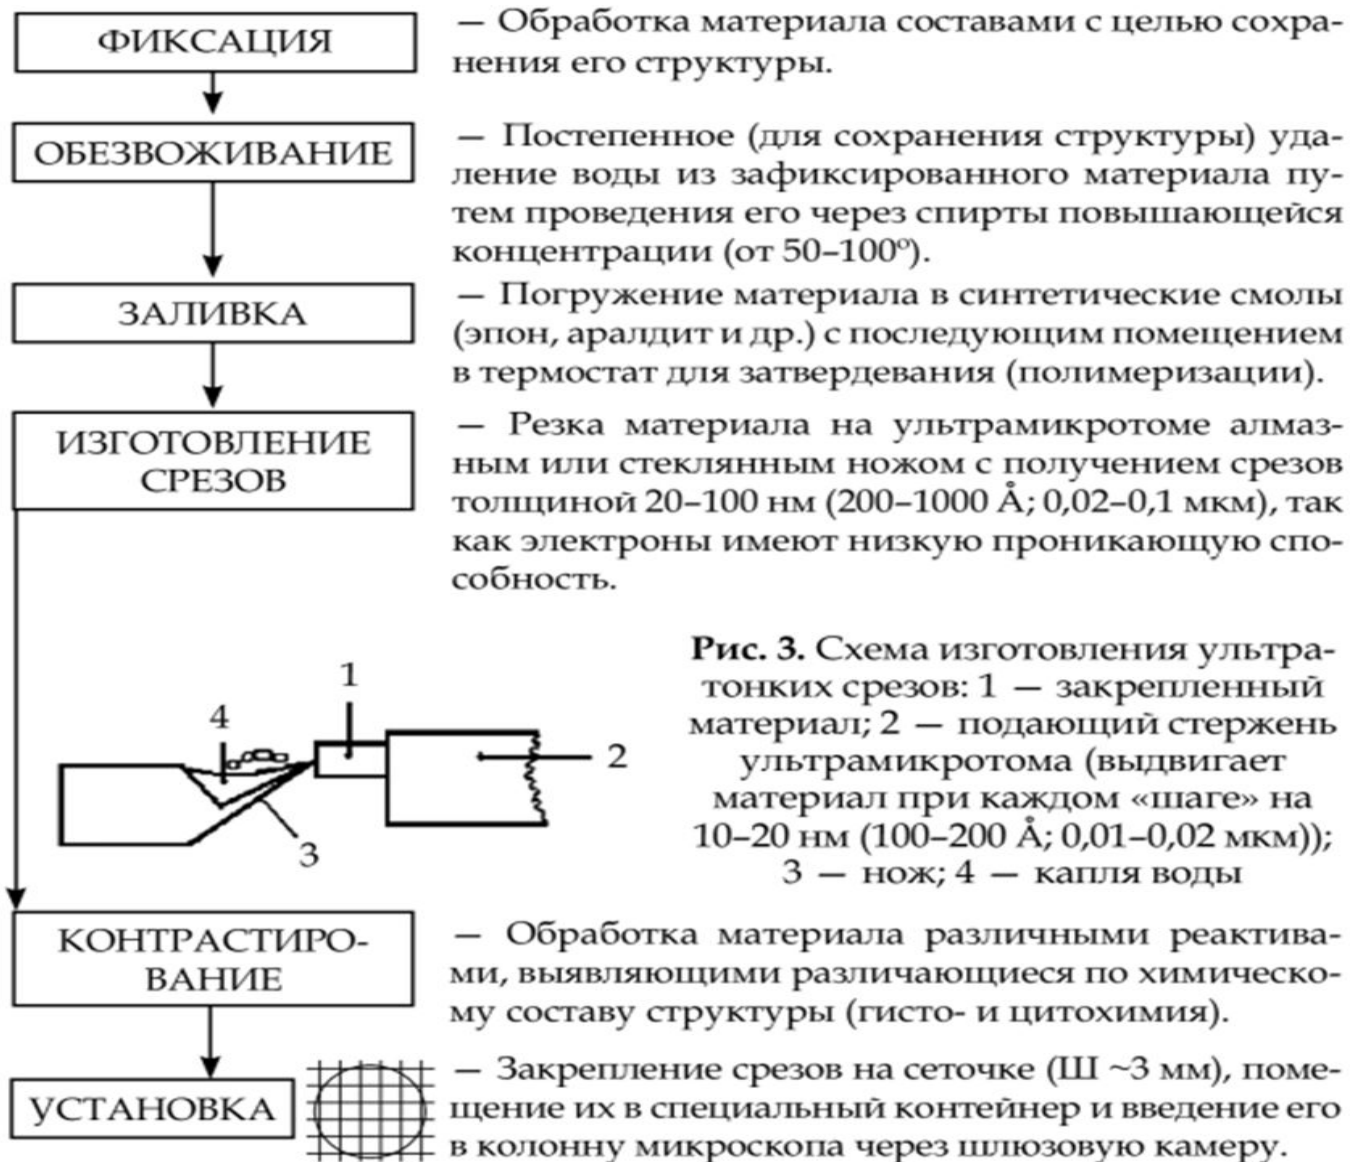 ФИКСАЦИЯ
— Обработка материала составами с целью сохра-
нения его структуры.
ОБЕЗВОЖИВАНИЕ
— Постепенное (для сохранения структуры) уда-
ление воды из зафиксированного материала пу-
тем проведения его через спирты повышающейся
концентрации (от 50–100º).
ЗАЛИВКА
— Погружение материала в синтетические смолы
(эпон, аралдит и др.) с последующим помещением
в термостат для затвердевания (полимеризации).
ИЗГОТОВЛЕНИЕ
СРЕЗОВ
— Резка материала на ультрамикротоме алмаз-
ным или стеклянным ножом с получением срезов
толщиной 20–100 нм (200–1000 Å; 0,02–0,1 мкм), так
как электроны имеют низкую проникающую спо-
собность.
1
4
2
3
Рис. 3. Схема изготовления ультра-
тонких срезов: 1 — закрепленный
материал; 2 — подающий стержень
ультрамикротома (выдвигает
материал при каждом «шаге» на
10–20 нм (100–200 Å; 0,01–0,02 мкм));
3 — нож; 4 — капля воды
КОНТРАСТИРО-
ВАНИЕ
— Обработка материала различными реактива-
ми, выявляющими различающиеся по химическо-
му составу структуры (гисто- и цитохимия).
УСТАНОВКА
— Закрепление срезов на сеточке (Ш ~3 мм), поме-
щение их в специальный контейнер и введение его
в колонну микроскопа через шлюзовую камеру.